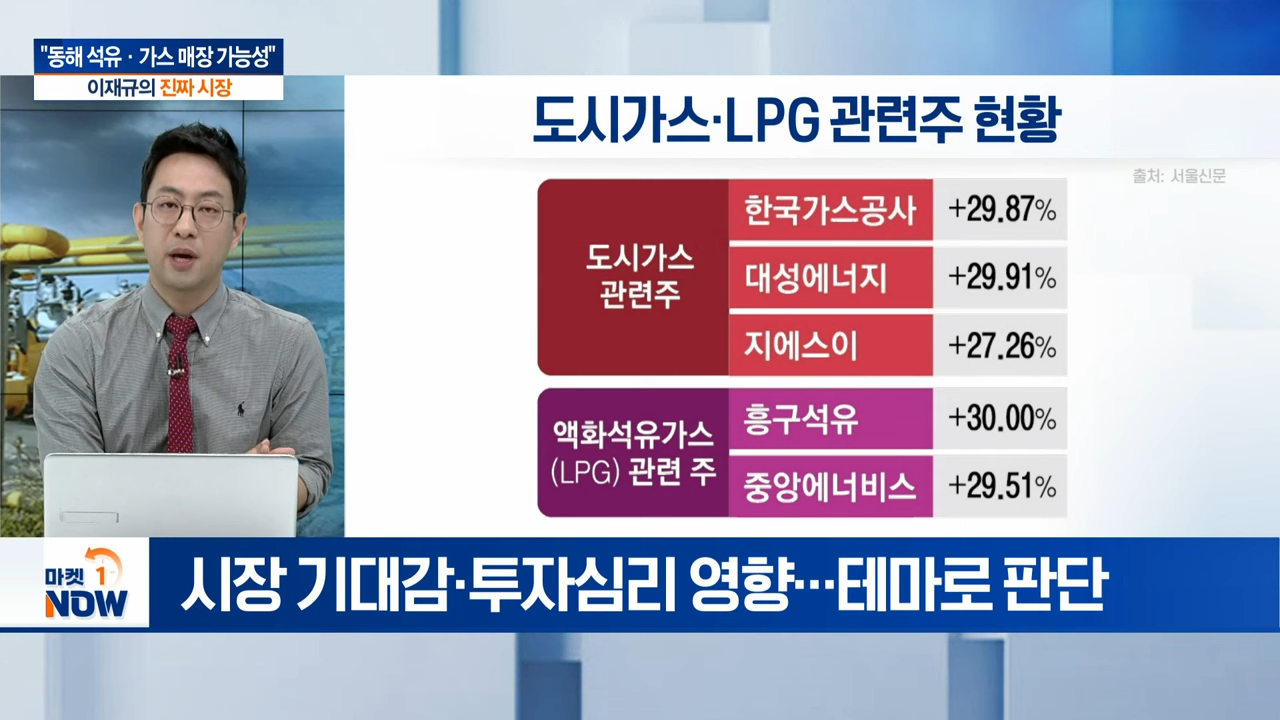 "동해 석유·가스 매장 가능성"
이재규의 진짜 시장
도시가스·LPG 관련주 현황
출처: 서울신문
도시가스
관련주
한국가스공사 +29.87%
대성에너지 +29.91%
지에스이 +27.26%
액화석유가스
(LPG) 관련 주
흥구석유 +30.00%
중앙에너비스 +29.51%
마켓 1
NOW
시장 기대감·투자심리 영향…테마로 판단